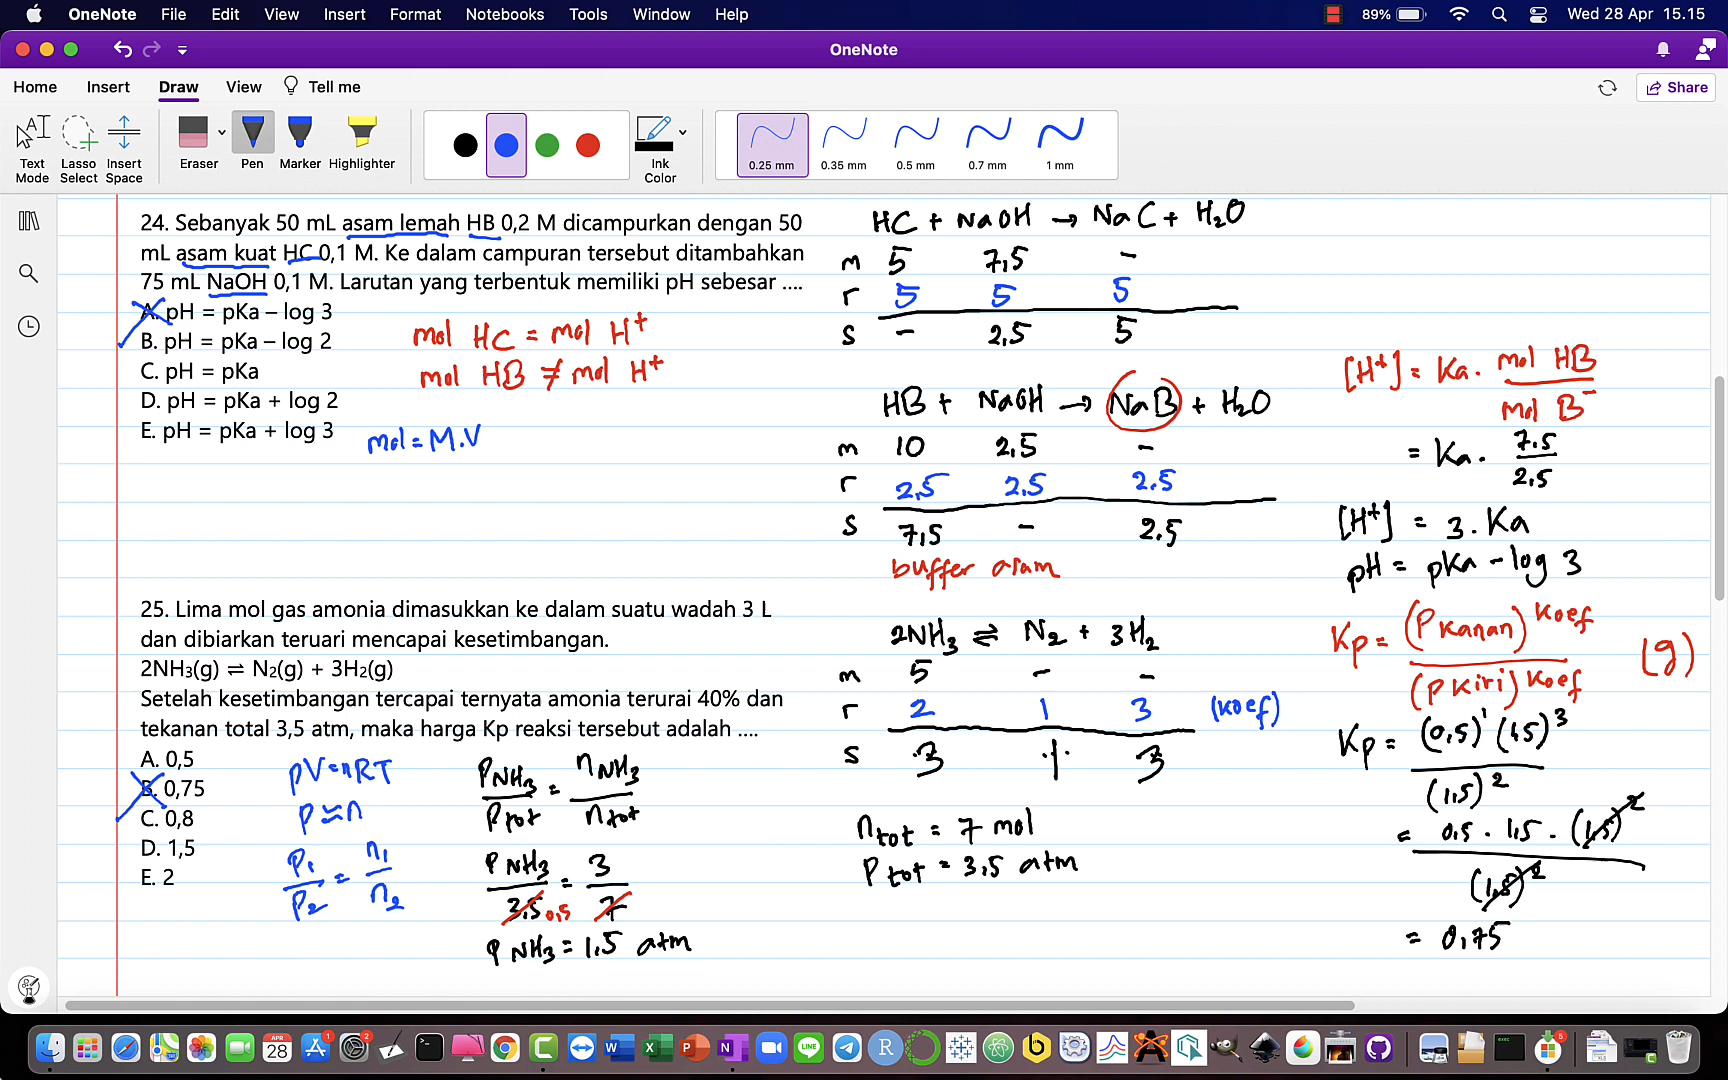 OneNote File Edit View Insert Format Notebooks Tools Window Help 89% Wed 28 Apr 15.15
OneNote
Home Insert Draw View Tell me Share
Text Mode
Lasso Select
Insert Space
Eraser
Pen
Marker
Highlighter
Ink Color
0.25 mm
0.35 mm
0.5 mm
0.7 mm
1 mm
24. Sebanyak 50 mL asam lemah HB 0,2 M dicampurkan dengan 50
mL asam kuat HC 0,1 M. Ke dalam campuran tersebut ditambahkan
75 mL NaOH 0,1 M. Larutan yang terbentuk memiliki pH sebesar ....
A. pH = pKa – log 3
B. pH = pKa – log 2
C. pH = pKa
D. pH = pKa + log 2
E. pH = pKa + log 3
mol HC = mol H⁺
mol HB ≠ mol H⁺
mol = M.V
HC + NaOH → NaC + H₂O
m 5 7,5 -
r 5 5 5
s - 2,5 5
HB + NaOH → NaB + H₂O
m 10 2,5 -
r 2,5 2,5 2,5
s 7,5 - 2,5
buffer asam
[H⁺] = Ka . mol HB / mol B⁻
= Ka . 7.5 / 2.5
[H⁺] = 3 . Ka
pH = pKa - log 3
25. Lima mol gas amonia dimasukkan ke dalam suatu wadah 3 L
dan dibiarkan teruari mencapai kesetimbangan.
2NH3(g) ⇌ N2(g) + 3H2(g)
Setelah kesetimbangan tercapai ternyata amonia terurai 40% dan
tekanan total 3,5 atm, maka harga Kp reaksi tersebut adalah ....
A. 0,5
B. 0,75
C. 0,8
D. 1,5
E. 2
pV = nRT
p ≈ n
P₁ / P₂ = n₁ / n₂
P NH₃ / P tot = n NH₃ / n tot
P NH₃ / 3,5 = 3 / 7
0,5
P NH₃ = 1,5 atm
2NH₃ ⇌ N₂ + 3H₂
m 5 - -
r 2 1 3 (koef)
s 3 1 3
n tot = 7 mol
P tot = 3,5 atm
Kp = (P kanan)^koef / (P kiri)^koef (g)
Kp = (0,5)¹ (1,5)³ / (1,5)²
= 0,5 . 1,5 . (1,5)² / (1,5)²
= 0,75